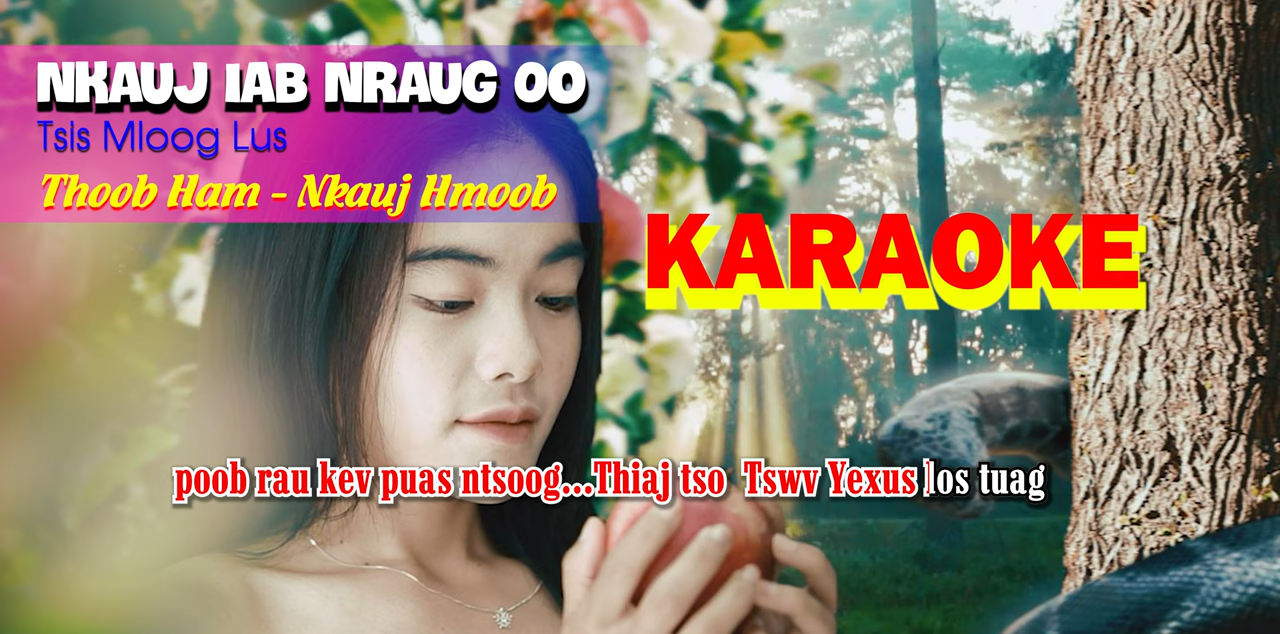 NKAUJ IAB NRAUG OO
Tsis Mloog Lus
Thoob Ham - Nkauj Hmoob
KARAOKE
poob rau kev puas ntsoog...Thiaj tso Tswv Yexus los tuag